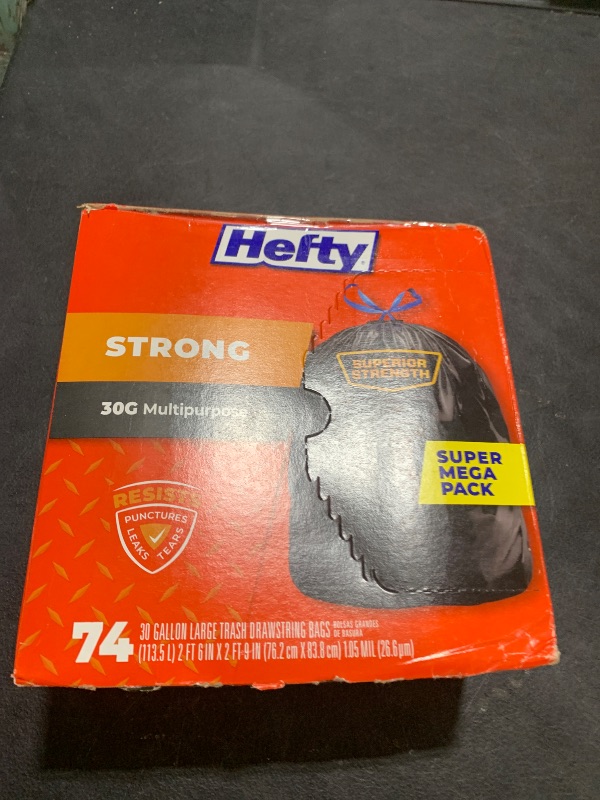 Hefty
STRONG
30G Multipurpose
SUPERIOR
STRENGTH
SUPER
MEGA
PACK
RESISTS
PUNCTURES
LEAKS
TEARS
74
30 GALLON LARGE TRASH DRAWSTRING BAGS BOLSAS GRANDES
DE BASURA
(113.5 L) 2 FT 6 IN X 2 FT 9 IN (76.2 cm X 83.8 cm) 1.05 MIL (26.6µm)